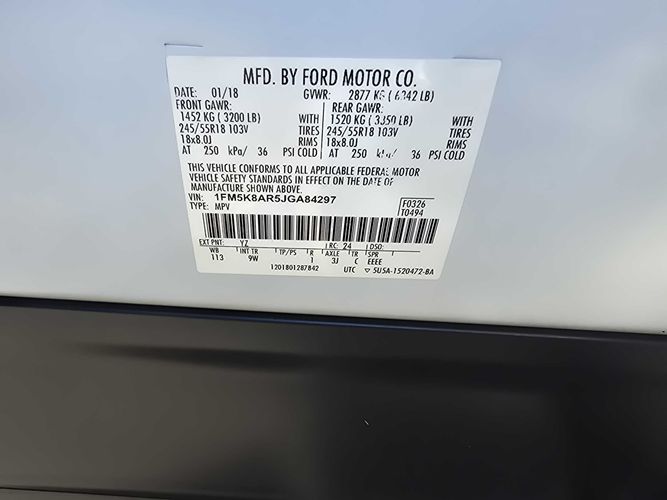 MFD. BY FORD MOTOR CO.
DATE: 01/18 GVWR: 2877 KG (6342 LB)
FRONT GAWR: REAR GAWR:
1452 KG (3200 LB) WITH 1520 KG (3350 LB) WITH
245/55R18 103V TIRES 245/55R18 103V TIRES
18x8.0J RIMS 18x8.0J RIMS
AT 250 kPa/ 36 PSI COLD AT 250 kPa/ 36 PSI COLD
THIS VEHICLE CONFORMS TO ALL APPLICABLE FEDERAL MOTOR
VEHICLE SAFETY STANDARDS IN EFFECT ON THE DATE OF
MANUFACTURE SHOWN ABOVE.
VIN: 1FM5K8AR5JGA84297 F0326
TYPE: MPV T0494
EXT PNT: YZ RC: 24 DSO:
WB INT TR TP/PS R AXLE TR SPR
113 9W 1 3J C EEEE
1201801287842 UTC ▽ 5U5A-1520472-BA